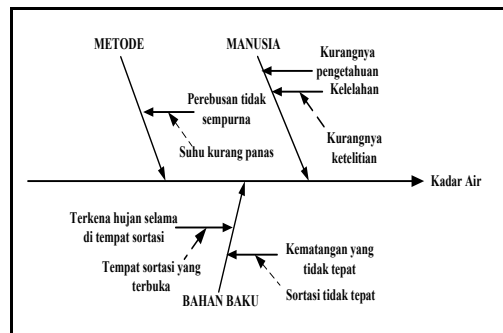 METODE
MANUSIA
Kurangnya
pengetahuan
Kelelahan
Perebusan tidak
sempurna
Kurangnya
ketelitian
Suhu kurang panas
Kadar Air
Terkena hujan selama
di tempat sortasi
Kematangan yang
tidak tepat
Tempat sortasi yang
terbuka
Sortasi tidak tepat
BAHAN BAKU